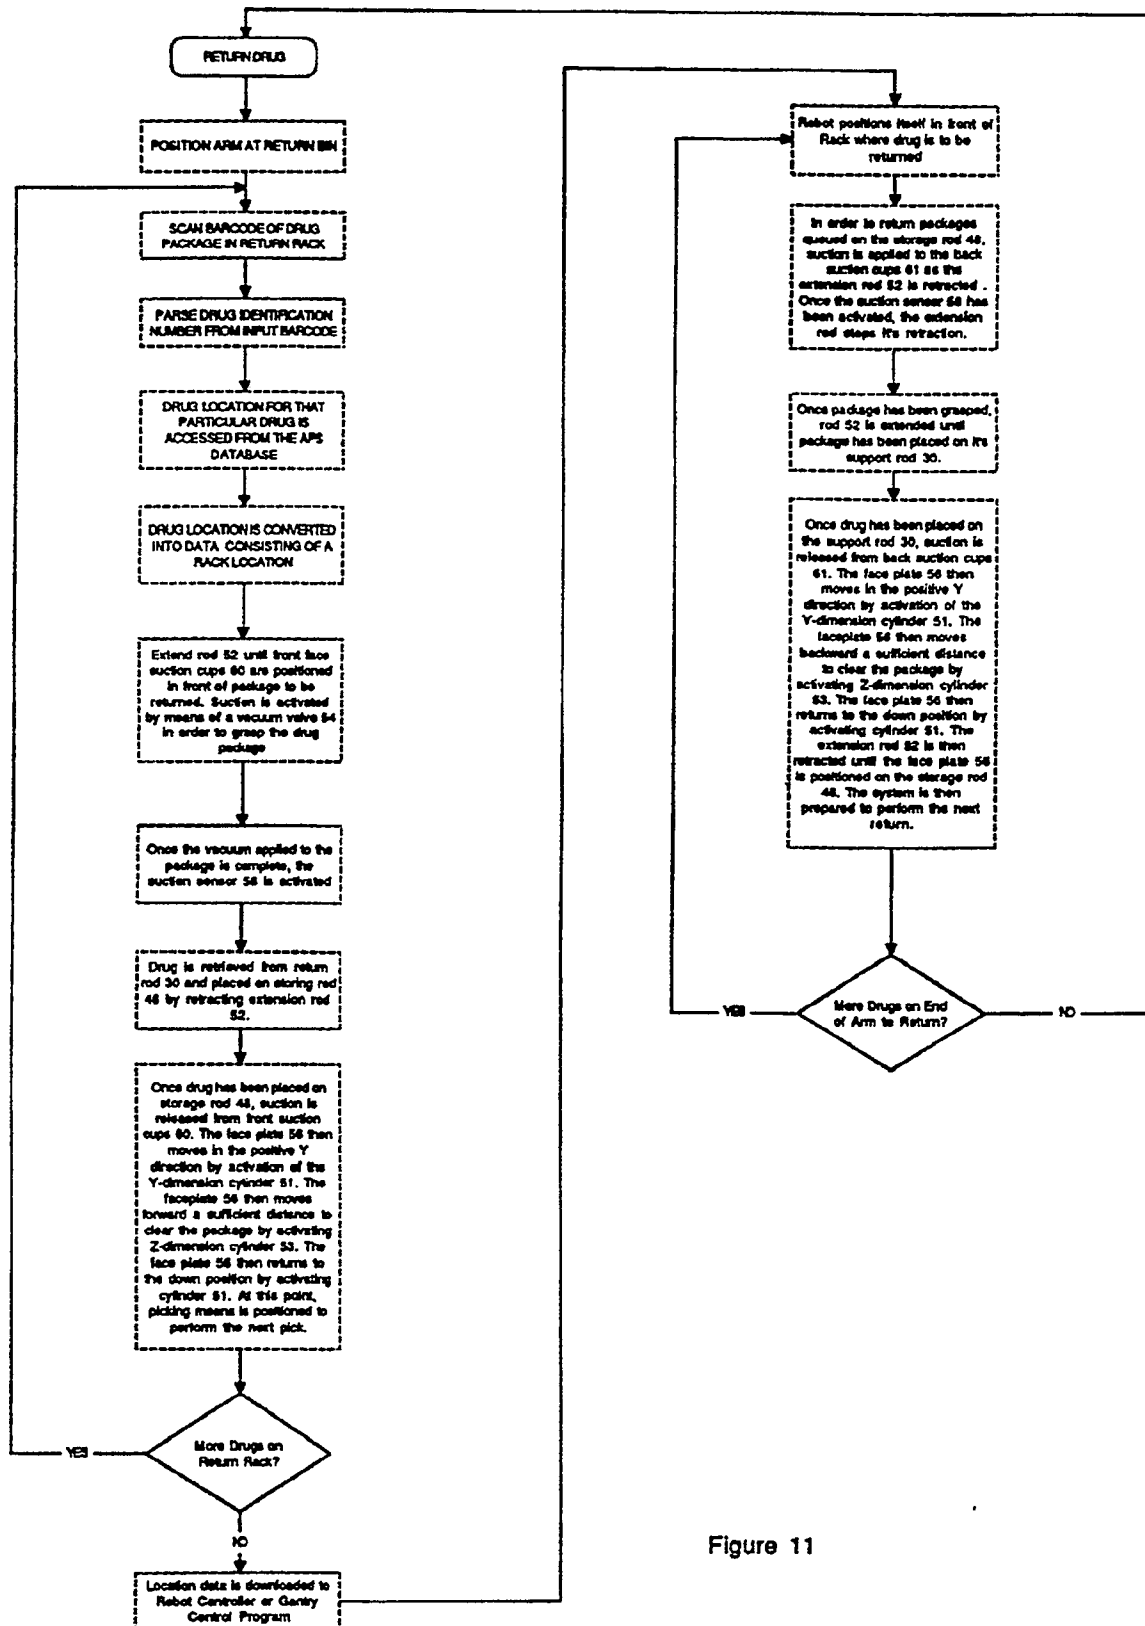 RETURN DRUG
POSITION ARM AT RETURN BIN
SCAN BARCODE OF DRUG
PACKAGE IN RETURN RACK
PARSE DRUG IDENTIFICATION
NUMBER FROM INPUT BARCODE
DRUG LOCATION FOR THAT
PARTICULAR DRUG IS
ACCESSED FROM THE APS
DATABASE
DRUG LOCATION IS CONVERTED
INTO DATA CONSISTING OF A
RACK LOCATION
Extend rod 52 until front face
suction cups 60 are positioned
in front of package to be
returned. Suction is activated
by means of a vacuum valve 54
in order to grasp the drug
package
Once the vacuum applied to the
package is complete, the
suction sensor 58 is activated
Drug is retrieved from return
rod 30 and placed on storing rod
48 by retracting extension rod
52.
Once drug has been placed on
storage rod 48, suction is
released from front suction
cups 60. The face plate 56 then
moves in the positive Y
direction by activation of the
Y-dimension cylinder 51. The
faceplate 56 then moves
forward a sufficient distance to
clear the package by activating
Z-dimension cylinder 53. The
face plate 56 then returns to
the down position by activating
cylinder 51. At this point,
picking means is positioned to
perform the next pick.
More Drugs on
Return Rack?
YES
NO
Location data is downloaded to
Robot Controller or Gantry
Control Program
Robot positions itself in front of
Rack where drug is to be
returned
In order to return packages
queued on the storage rod 48,
suction is applied to the back
suction cups 61 as the
extension rod 52 is retracted .
Once the suction sensor 58 has
been activated, the extension
rod stops it's retraction.
Once package has been grasped,
rod 52 is extended until
package has been placed on it's
support rod 30.
Once drug has been placed on
the support rod 30, suction is
released from back suction cups
61. The face plate 56 then
moves in the positive Y
direction by activation of the
Y-dimension cylinder 51. The
faceplate 56 then moves
backward a sufficient distance
to clear the package by
activating Z-dimension cylinder
53. The face plate 56 then
returns to the down position by
activating cylinder 51. The
extension rod 52 is then
retracted until the face plate 56
is positioned on the storage rod
48. The system is then
prepared to perform the next
return.
More Drugs on End
of Arm to Return?
YES
NO
Figure 11